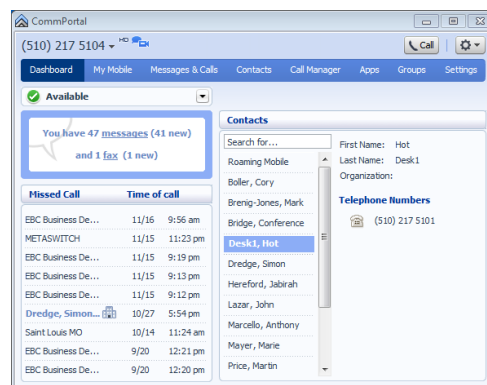 CommPortal
(510) 217 5104 HD
Call
Dashboard My Mobile Messages & Calls Contacts Call Manager Apps Groups Settings
Available
You have 47 messages (41 new)
and 1 fax (1 new)
Missed Call Time of call
EBC Business De... 11/16 9:56 am
METASWITCH 11/15 11:23 pm
EBC Business De... 11/15 9:19 pm
EBC Business De... 11/15 9:13 pm
EBC Business De... 11/15 9:12 pm
Dredge, Simon... 10/27 5:54 pm
Saint Louis MO 10/14 11:24 am
EBC Business De... 9/20 12:21 pm
EBC Business De... 9/20 12:20 pm
Contacts
Search for...
Roaming Mobile
Boller, Cory
Brenig-Jones, Mark
Bridge, Conference
Desk1, Hot
Dredge, Simon
Hereford, Jabirah
Lazar, John
Marcello, Anthony
Mayer, Marie
Price, Martin
First Name: Hot
Last Name: Desk1
Organization:
Telephone Numbers
(510) 217 5101